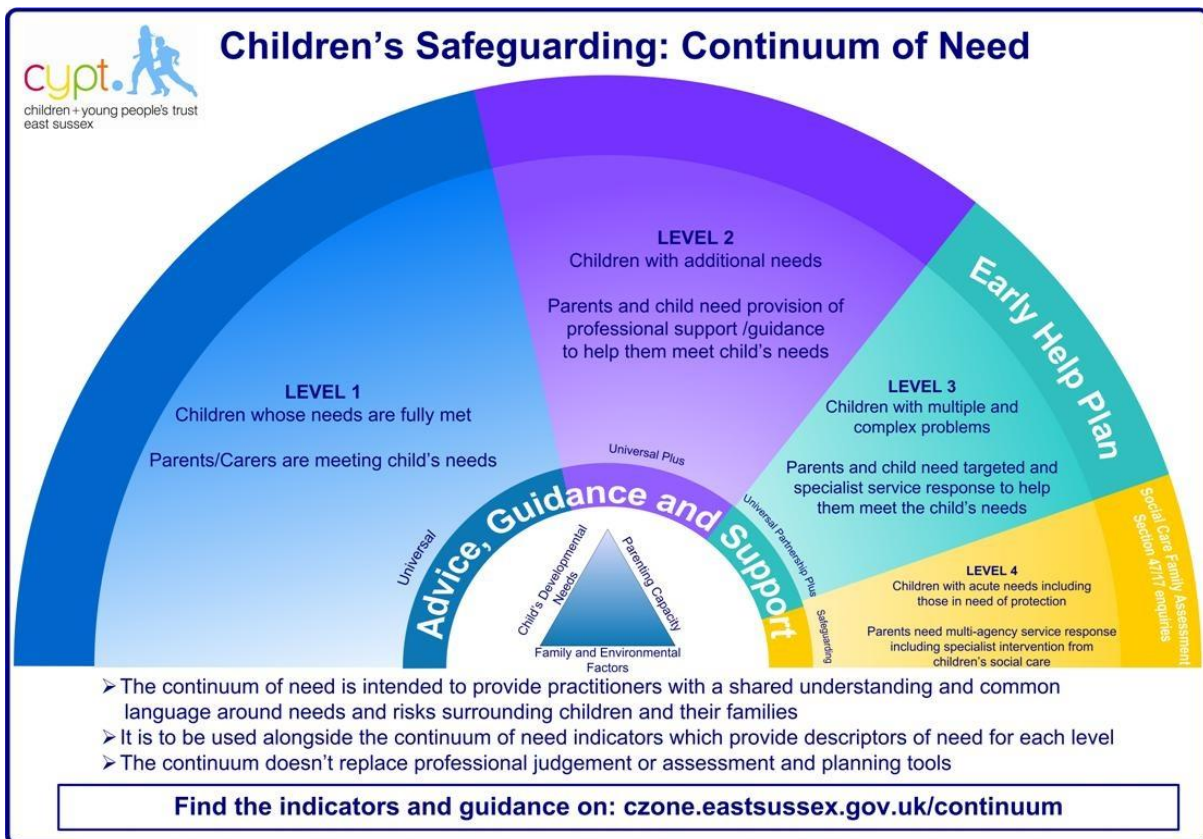 Children's Safeguarding: Continuum of Need
cypt.
children+young people's trust
east sussex
LEVEL 1
Children whose needs are fully met
Parents/Carers are meeting child's needs
LEVEL 2
Children with additional needs
Parents and child need provision of
professional support /guidance
to help them meet child's needs
LEVEL 3
Children with multiple and
complex problems
Parents and child need targeted and
specialist service response to help
them meet the child's needs
Early Help Plan
LEVEL 4
Children with acute needs including
those in need of protection
Parents need multi-agency service response
including specialist intervention from
children's social care
Social Care Family Assessment
Section 47/17 enquiries
Universal
Universal Plus
Universal Partnership Plus
Safeguarding
Advice, Guidance and Support
Child's Developmental
Needs
Parenting Capacity
Family and Environmental
Factors
➢ The continuum of need is intended to provide practitioners with a shared understanding and common
language around needs and risks surrounding children and their families
➢ It is to be used alongside the continuum of need indicators which provide descriptors of need for each level
➢ The continuum doesn't replace professional judgement or assessment and planning tools
Find the indicators and guidance on: czone.eastsussex.gov.uk/continuum